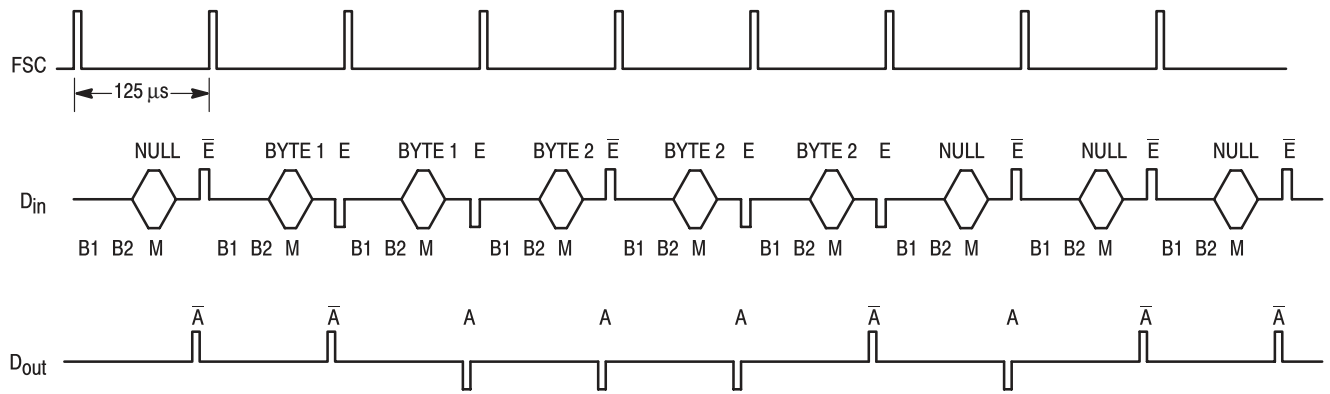 FSC
125 μs
NULL E̅ BYTE 1 E BYTE 1 E BYTE 2 E̅ BYTE 2 E BYTE 2 E NULL E̅ NULL E̅ NULL E̅
Din
B1 B2 M B1 B2 M B1 B2 M B1 B2 M B1 B2 M B1 B2 M B1 B2 M B1 B2 M B1 B2 M
A̅ A̅ A A A A̅ A A̅ A̅
Dout